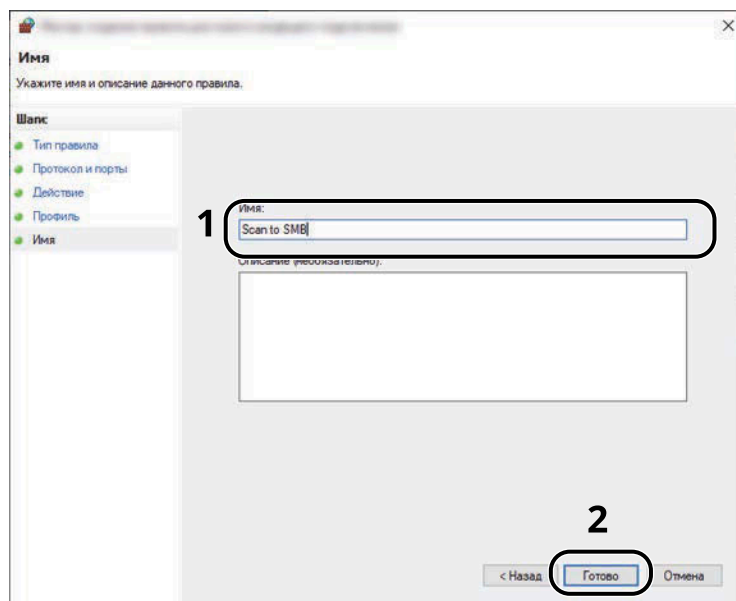 Имя
Укажите имя и описание данного правила.
Шаги:
Тип правила
Протокол и порты
Действие
Профиль
Имя
1
Имя:
Scan to SMB
Описание (необязательно):
2
< Назад
Готово
Отмена